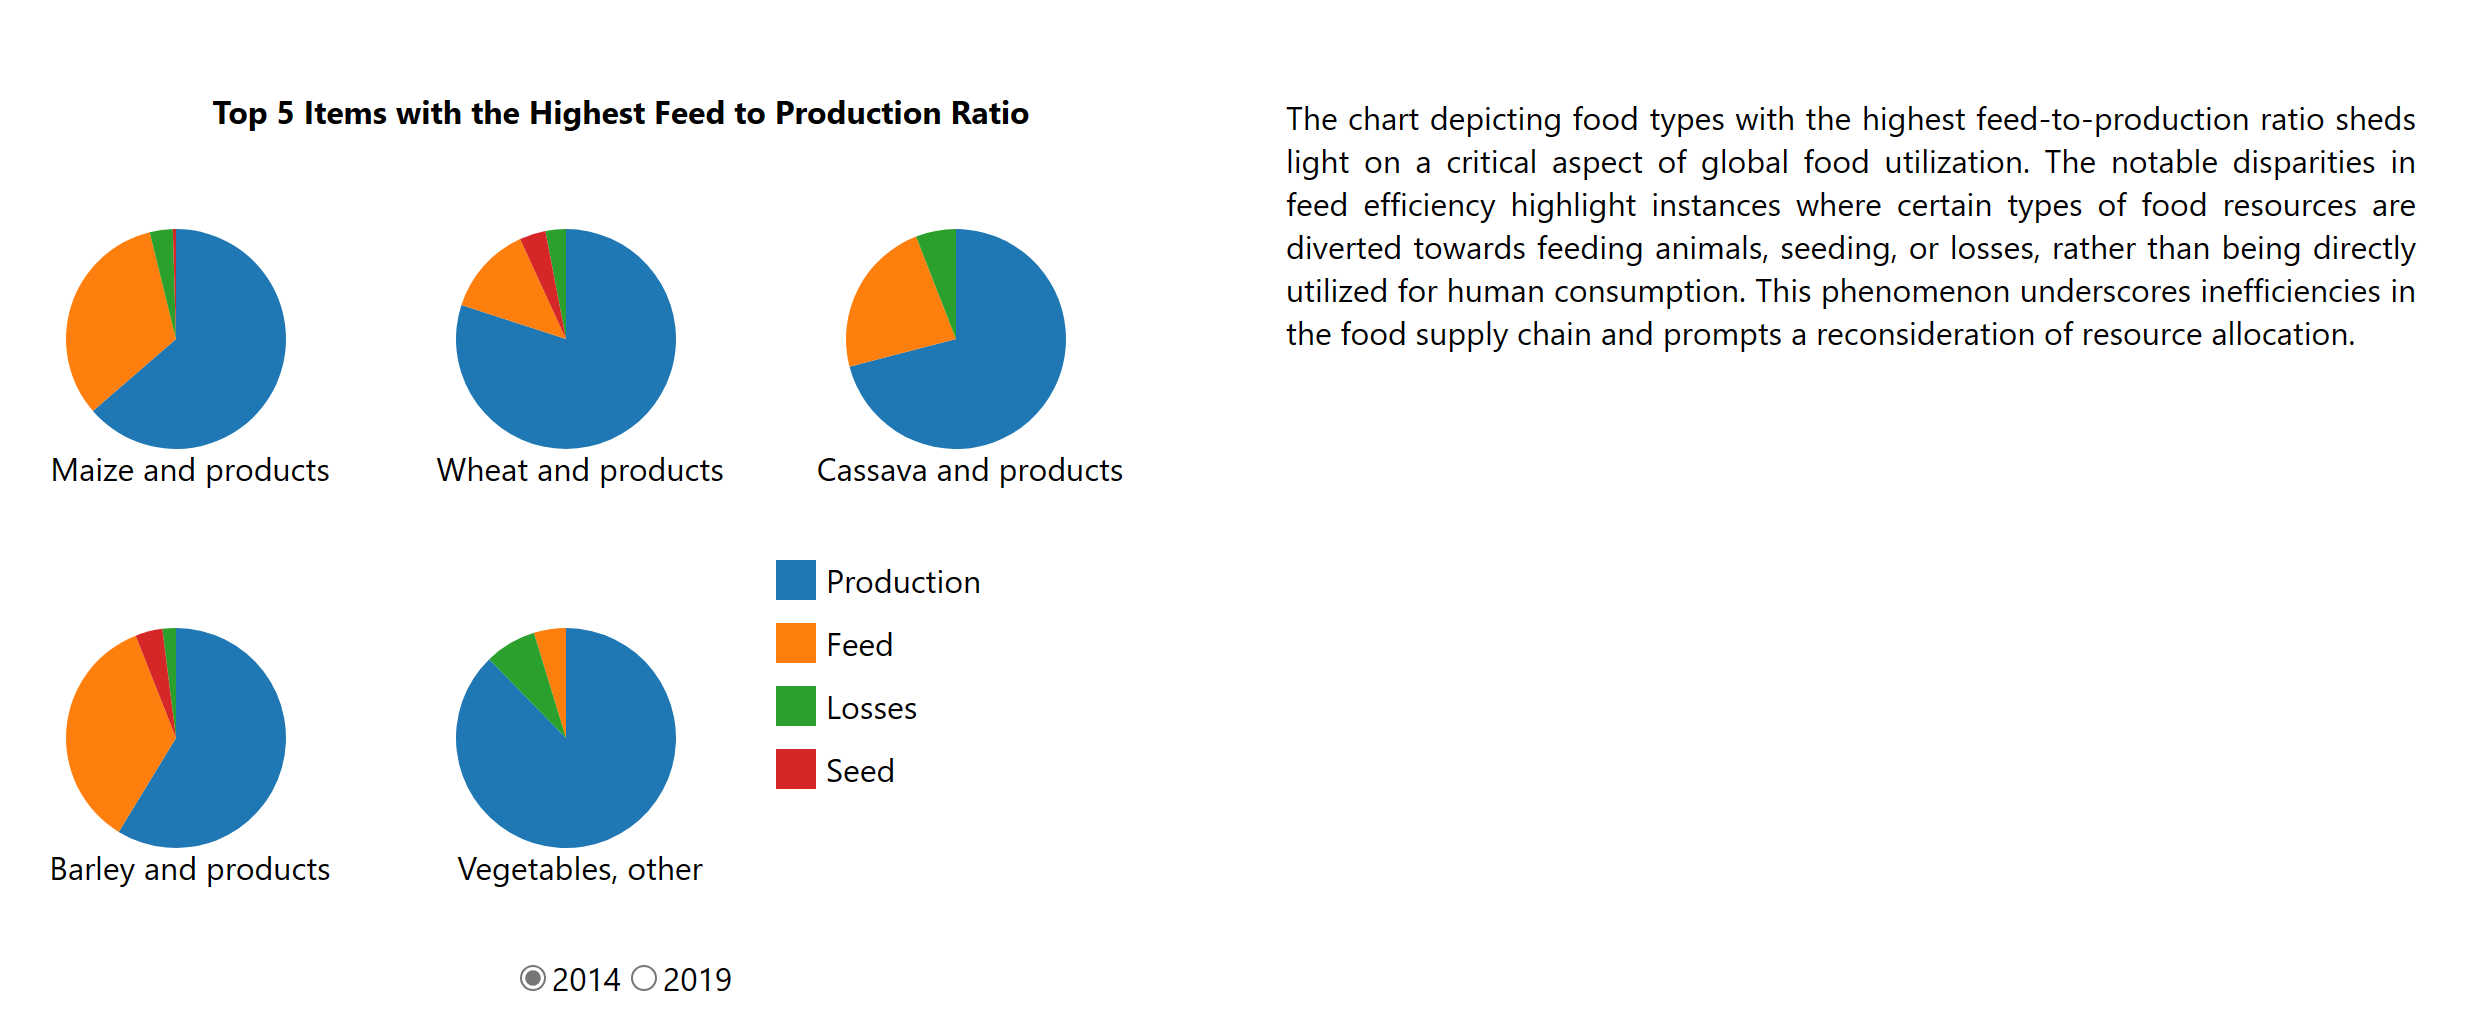 Top 5 Items with the Highest Feed to Production Ratio
Maize and products
Wheat and products
Cassava and products
Barley and products
Vegetables, other
Production
Feed
Losses
Seed
2014 2019
The chart depicting food types with the highest feed-to-production ratio sheds
light on a critical aspect of global food utilization. The notable disparities in
feed efficiency highlight instances where certain types of food resources are
diverted towards feeding animals, seeding, or losses, rather than being directly
utilized for human consumption. This phenomenon underscores inefficiencies in
the food supply chain and prompts a reconsideration of resource allocation.